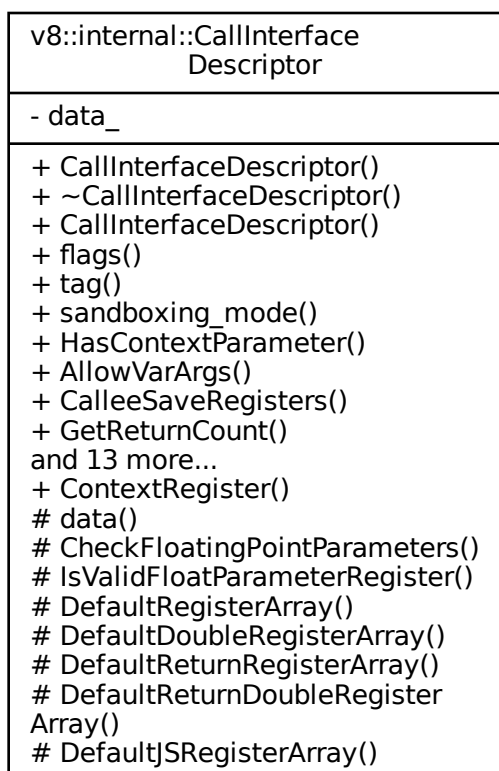 v8::internal::CallInterface
Descriptor
- data_
+ CallInterfaceDescriptor()
+ ~CallInterfaceDescriptor()
+ CallInterfaceDescriptor()
+ flags()
+ tag()
+ sandboxing_mode()
+ HasContextParameter()
+ AllowVarArgs()
+ CalleeSaveRegisters()
+ GetReturnCount()
and 13 more...
+ ContextRegister()
# data()
# CheckFloatingPointParameters()
# IsValidFloatParameterRegister()
# DefaultRegisterArray()
# DefaultDoubleRegisterArray()
# DefaultReturnRegisterArray()
# DefaultReturnDoubleRegister
Array()
# DefaultJSRegisterArray()